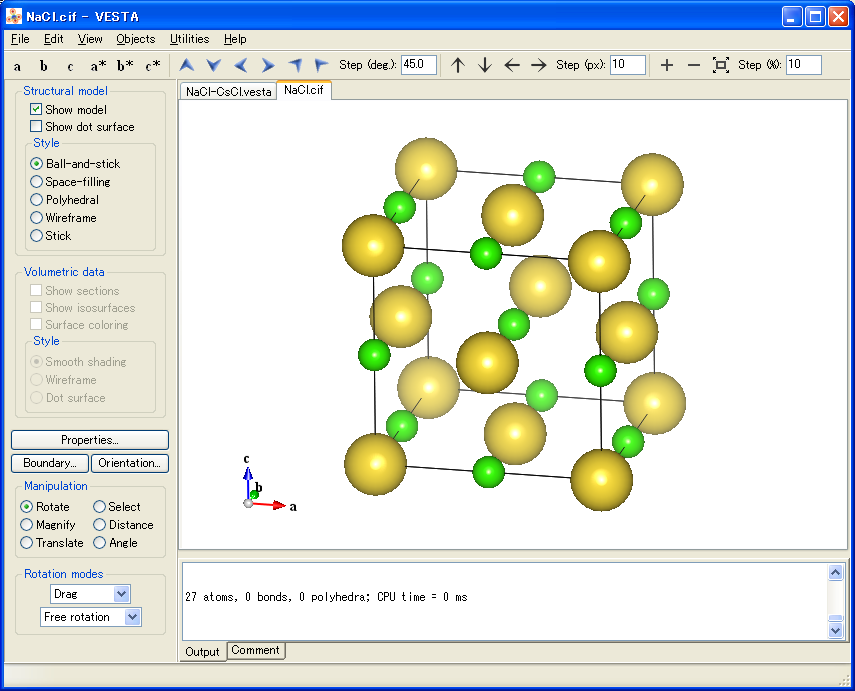 NaCl.cif - VESTA
File Edit View Objects Utilities Help
a b c a* b* c* Step (deg.): 45.0 Step (px): 10 Step (%): 10
Structural model
Show model
Show dot surface
Style
Ball-and-stick
Space-filling
Polyhedral
Wireframe
Stick
Volumetric data
Show sections
Show isosurfaces
Surface coloring
Style
Smooth shading
Wireframe
Dot surface
Properties...
Boundary... Orientation...
Manipulation
Rotate Select
Magnify Distance
Translate Angle
Rotation modes
Drag
Free rotation
NaCl-CsCl.vesta NaCl.cif
c
b
a
27 atoms, 0 bonds, 0 polyhedra; CPU time = 0 ms
Output Comment